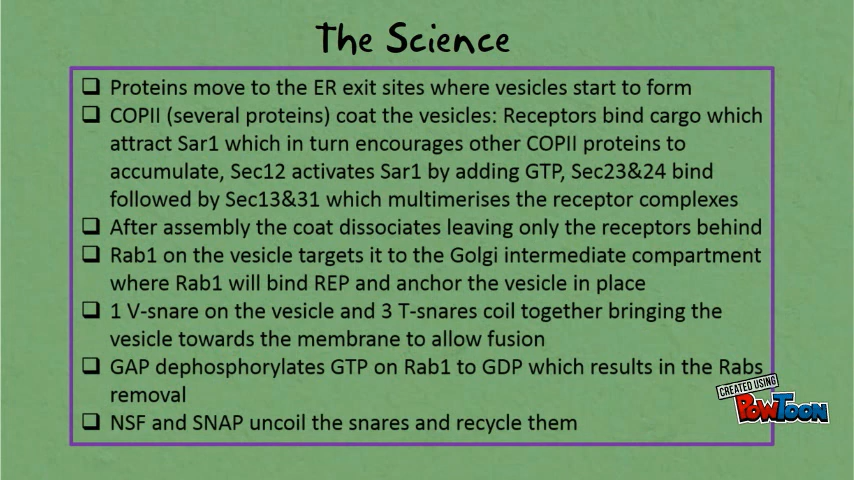 The Science
❑ Proteins move to the ER exit sites where vesicles start to form
❑ COPII (several proteins) coat the vesicles: Receptors bind cargo which
attract Sar1 which in turn encourages other COPII proteins to
accumulate, Sec12 activates Sar1 by adding GTP, Sec23&24 bind
followed by Sec13&31 which multimerises the receptor complexes
❑ After assembly the coat dissociates leaving only the receptors behind
❑ Rab1 on the vesicle targets it to the Golgi intermediate compartment
where Rab1 will bind REP and anchor the vesicle in place
❑ 1 V-snare on the vesicle and 3 T-snares coil together bringing the
vesicle towards the membrane to allow fusion
❑ GAP dephosphorylates GTP on Rab1 to GDP which results in the Rabs
removal
❑ NSF and SNAP uncoil the snares and recycle them
CREATED USING
POWTOON